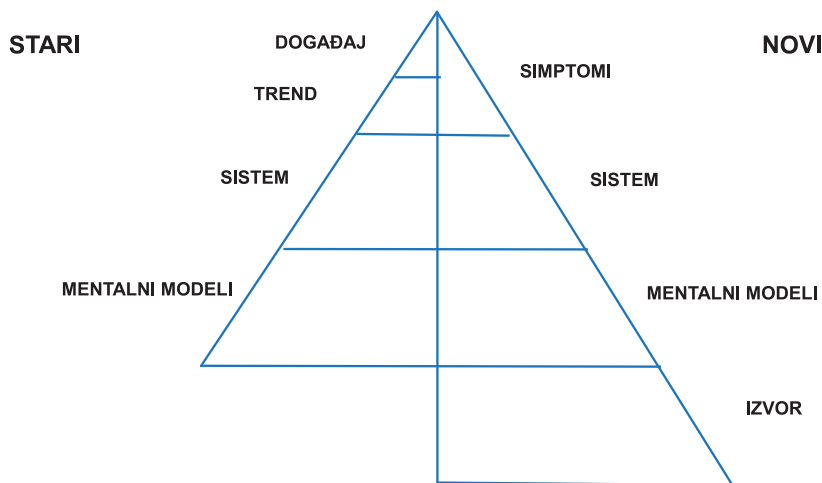 STARI
DOGAĐAJ
NOVI
SIMPTOMI
TREND
SISTEM
SISTEM
MENTALNI MODELI
MENTALNI MODELI
IZVOR